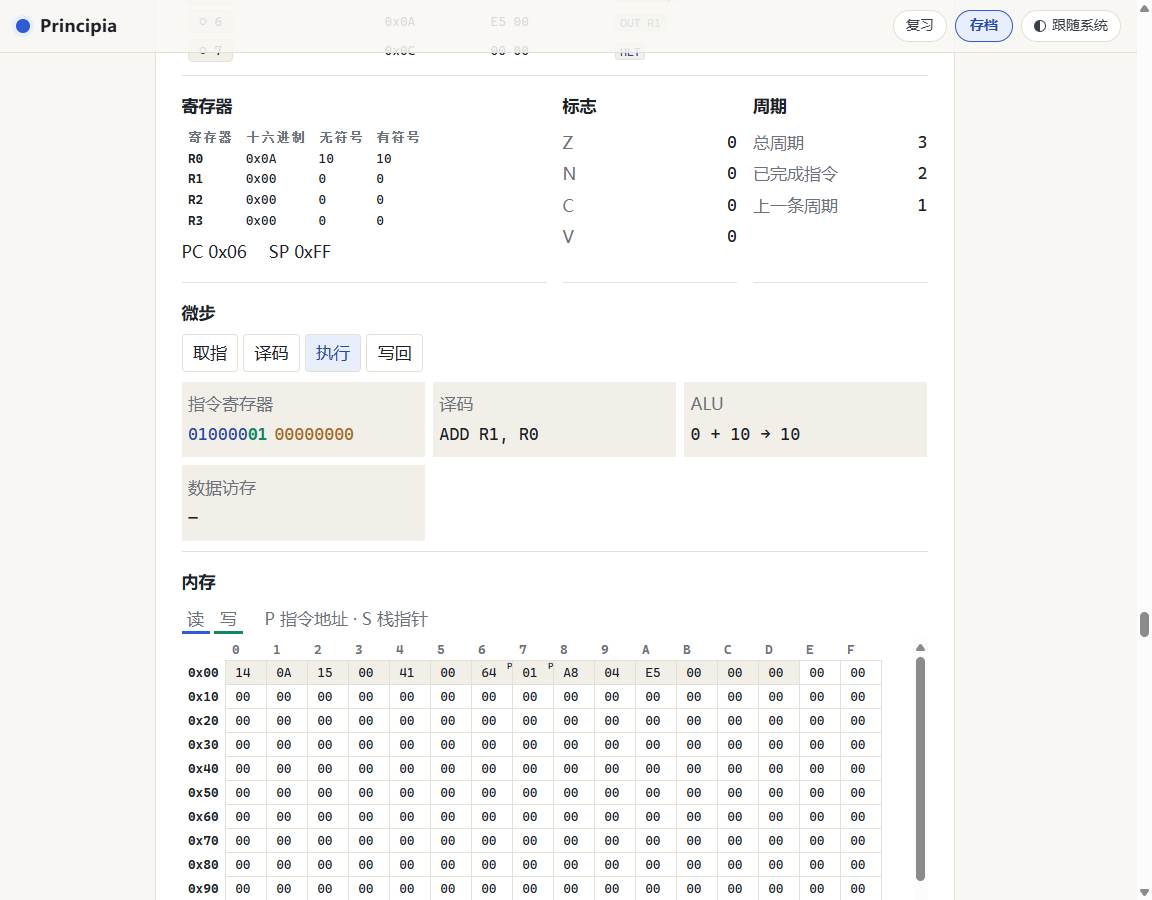 Principia
复习 存档 跟随系统
6 0x0A E5 00 OUT R1
7 0x0C 00 00 HLT
寄存器 标志 周期
寄存器 十六进制 无符号 有符号
R0 0x0A 10 10
R1 0x00 0 0
R2 0x00 0 0
R3 0x00 0 0
PC 0x06 SP 0xFF
Z 0
N 0
C 0
V 0
总周期 3
已完成指令 2
上一条周期 1
微步
取指 译码 执行 写回
指令寄存器
01000001 00000000
译码
ADD R1, R0
ALU
0 + 10 → 10
数据访存
—
内存
读 写 P 指令地址 · S 栈指针
0 1 2 3 4 5 6 7 8 9 A B C D E F
0x00 14 0A 15 00 41 00 64 P 01 P A8 04 E5 00 00 00 00 00
0x10 00 00 00 00 00 00 00 00 00 00 00 00 00 00 00 00
0x20 00 00 00 00 00 00 00 00 00 00 00 00 00 00 00 00
0x30 00 00 00 00 00 00 00 00 00 00 00 00 00 00 00 00
0x40 00 00 00 00 00 00 00 00 00 00 00 00 00 00 00 00
0x50 00 00 00 00 00 00 00 00 00 00 00 00 00 00 00 00
0x60 00 00 00 00 00 00 00 00 00 00 00 00 00 00 00 00
0x70 00 00 00 00 00 00 00 00 00 00 00 00 00 00 00 00
0x80 00 00 00 00 00 00 00 00 00 00 00 00 00 00 00 00
0x90 00 00 00 00 00 00 00 00 00 00 00 00 00 00 00 00